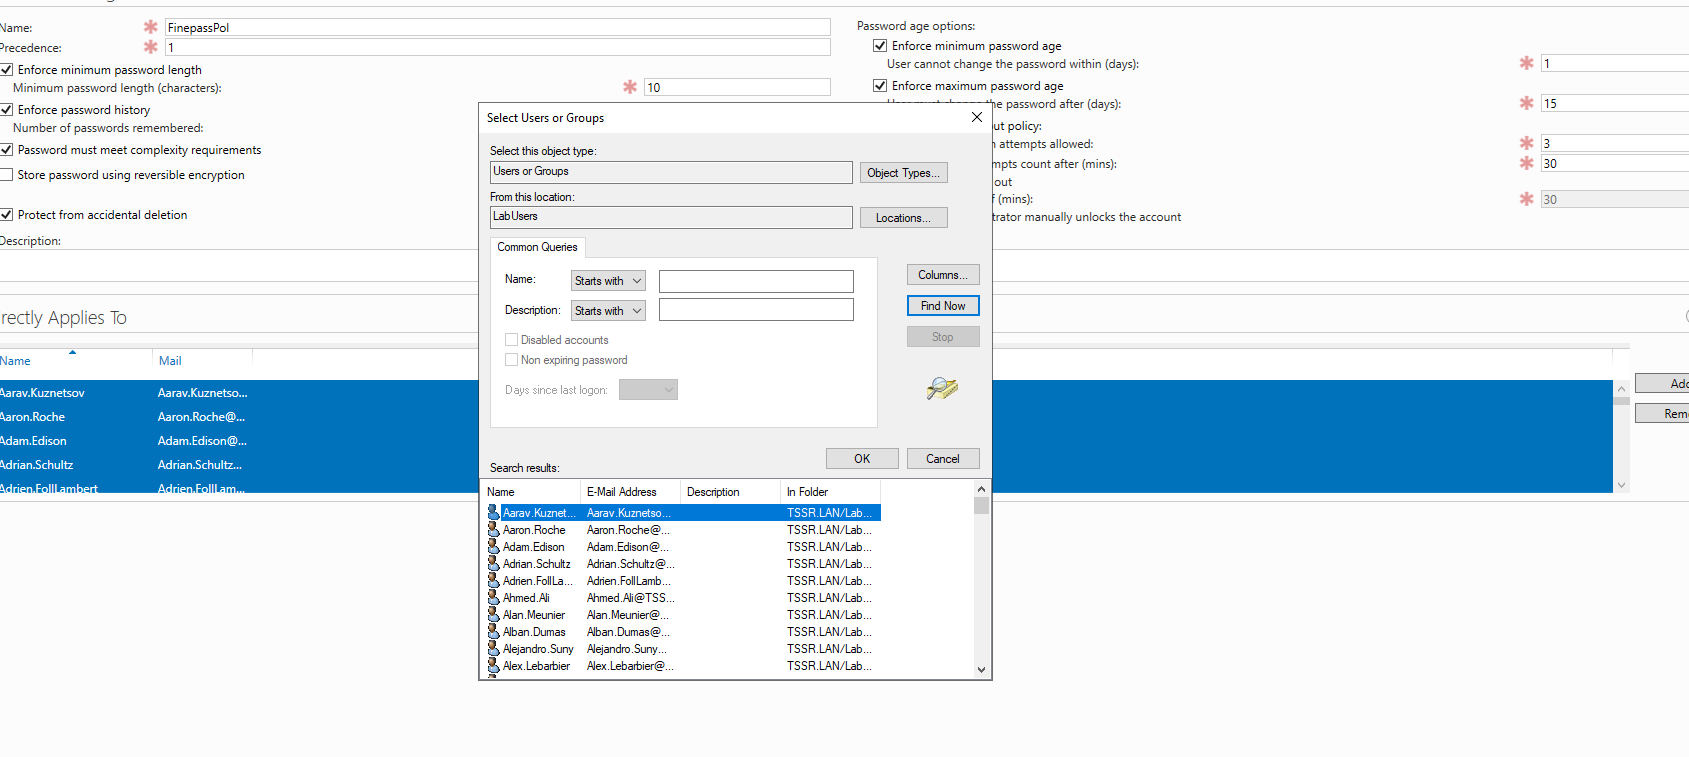 Name:
FinepassPol
Precedence:
1
Enforce minimum password length
Minimum password length (characters):
10
Enforce password history
Number of passwords remembered:
Password must meet complexity requirements
Store password using reversible encryption
Protect from accidental deletion
Description:
Password age options:
Enforce minimum password age
User cannot change the password within (days):
1
Enforce maximum password age
the password after (days):
15
ut policy:
attempts allowed:
3
mpts count after (mins):
30
out
f (mins):
30
trator manually unlocks the account
rectly Applies To
Name Mail
Aarav.Kuznetsov Aarav.Kuznetso...
Aaron.Roche Aaron.Roche@...
Adam.Edison Adam.Edison@...
Adrian.Schultz Adrian.Schultz...
Adrien.FollLambert Adrien.FollLam...
Add
Rem
Select Users or Groups
Select this object type:
Users or Groups
Object Types...
From this location:
LabUsers
Locations...
Common Queries
Name: Starts with
Description: Starts with
Disabled accounts
Non expiring password
Days since last logon:
Columns...
Find Now
Stop
OK
Cancel
Search results:
Name E-Mail Address Description In Folder
Aarav.Kuznet... Aarav.Kuznetso... TSSR.LAN/Lab...
Aaron.Roche Aaron.Roche@... TSSR.LAN/Lab...
Adam.Edison Adam.Edison@... TSSR.LAN/Lab...
Adrian.Schultz Adrian.Schultz@... TSSR.LAN/Lab...
Adrien.FollLa... Adrien.FollLamb... TSSR.LAN/Lab...
Ahmed.Ali Ahmed.Ali@TSS... TSSR.LAN/Lab...
Alan.Meunier Alan.Meunier@... TSSR.LAN/Lab...
Alban.Dumas Alban.Dumas@... TSSR.LAN/Lab...
Alejandro.Suny Alejandro.Suny... TSSR.LAN/Lab...
Alex.Lebarbier Alex.Lebarbier@... TSSR.LAN/Lab...